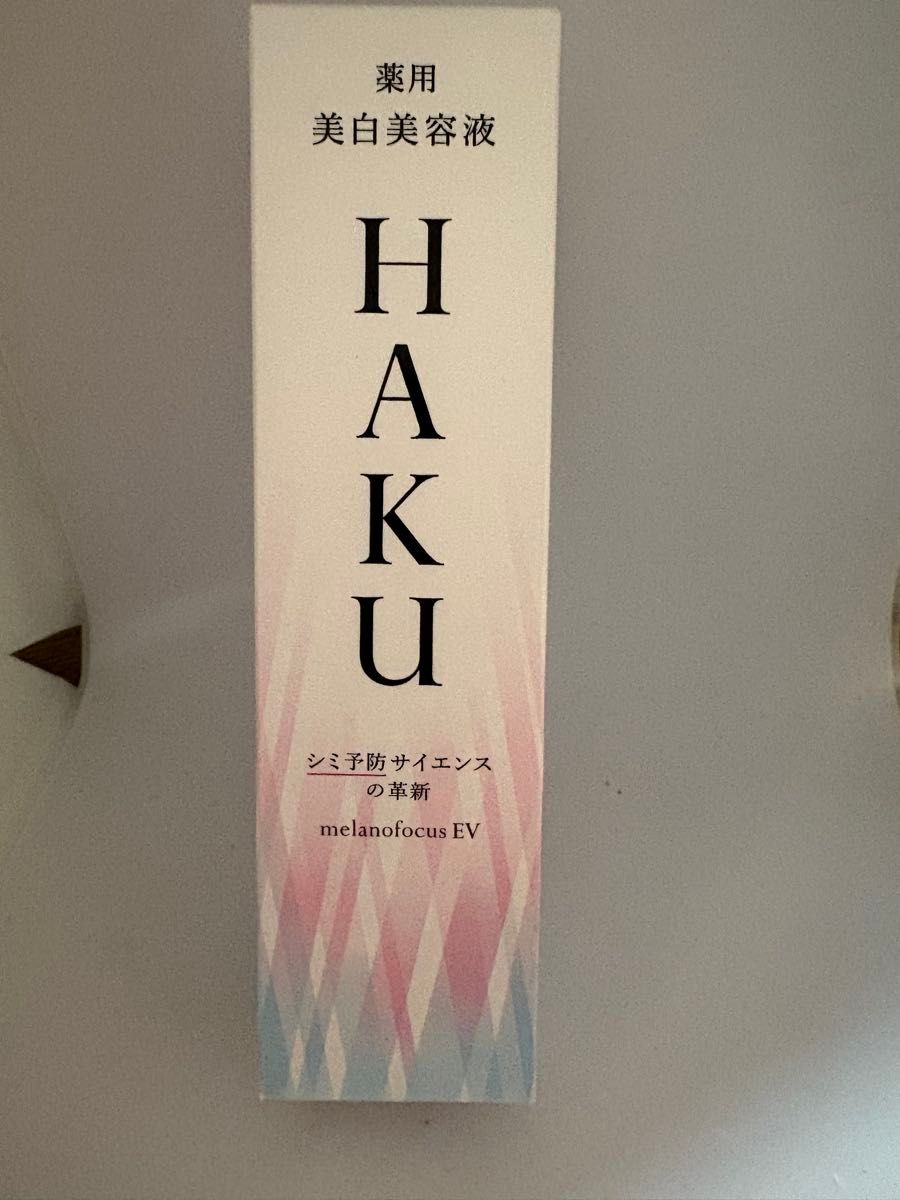 薬用
美白美容液
HAKU
シミ予防サイエンス
の革新
melanofocus EV